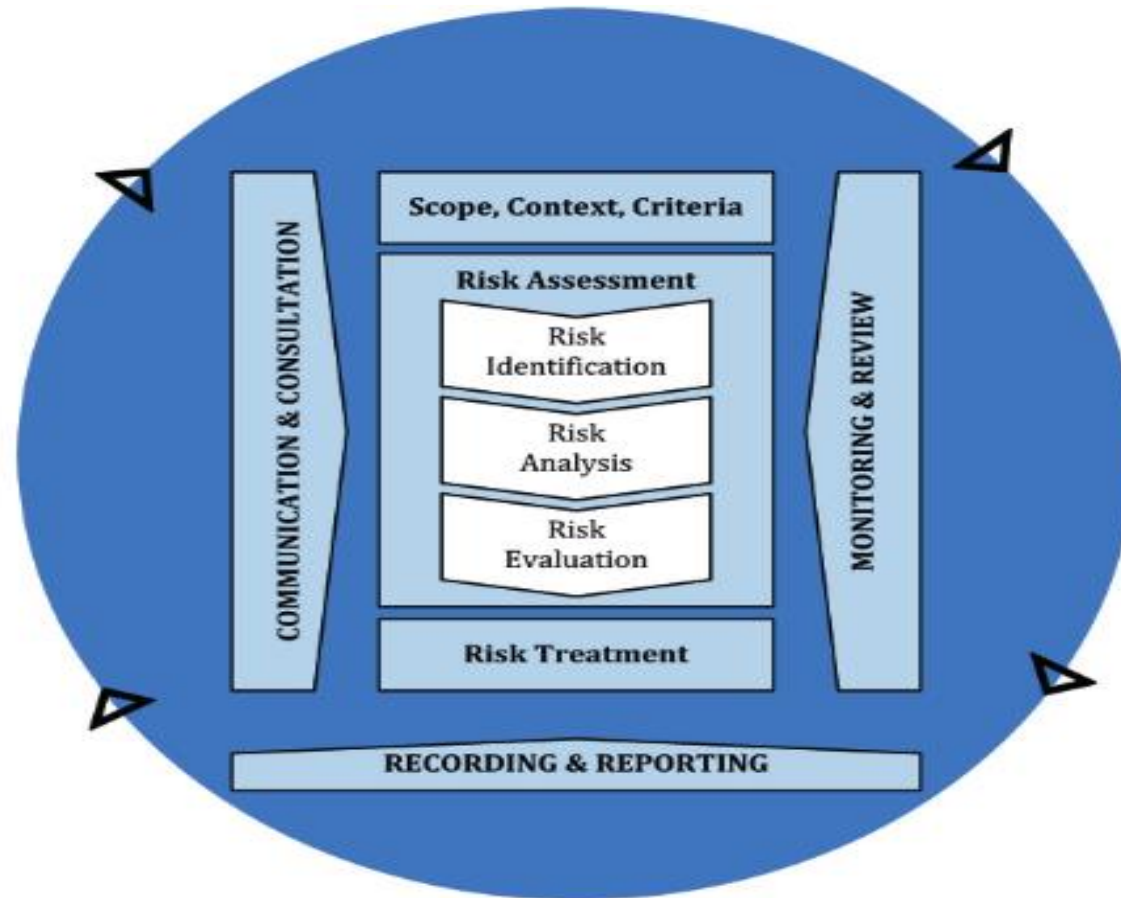 Scope, Context, Criteria
COMMUNICATION & CONSULTATION
Risk Assessment
Risk
Identification
Risk
Analysis
Risk
Evaluation
MONITORING & REVIEW
Risk Treatment
RECORDING & REPORTING